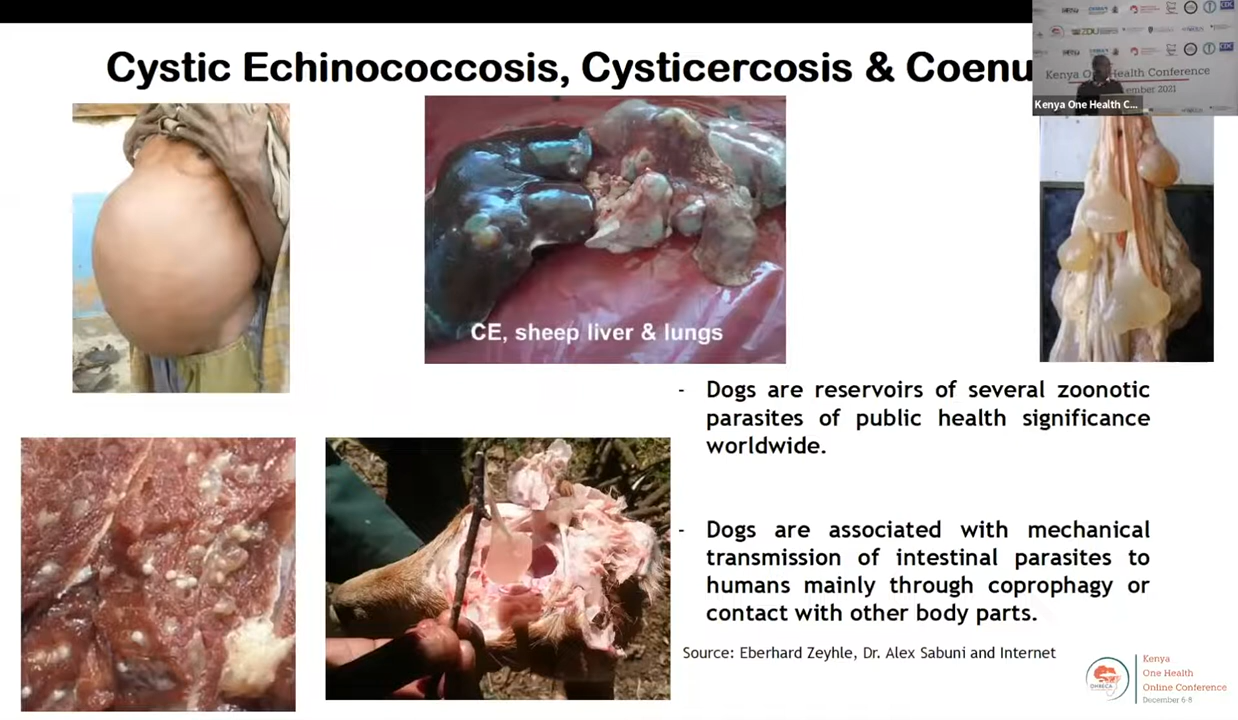 Cystic Echinococcosis, Cysticercosis & Coenu
Kenya One Health Conference
ember 2021
Kenya One Health C...
CE, sheep liver & lungs
- Dogs are reservoirs of several zoonotic
parasites of public health significance
worldwide.
- Dogs are associated with mechanical
transmission of intestinal parasites to
humans mainly through coprophagy or
contact with other body parts.
Source: Eberhard Zeyhle, Dr. Alex Sabuni and Internet
OHRECA
Kenya
One Health
Online Conference
December 6-8